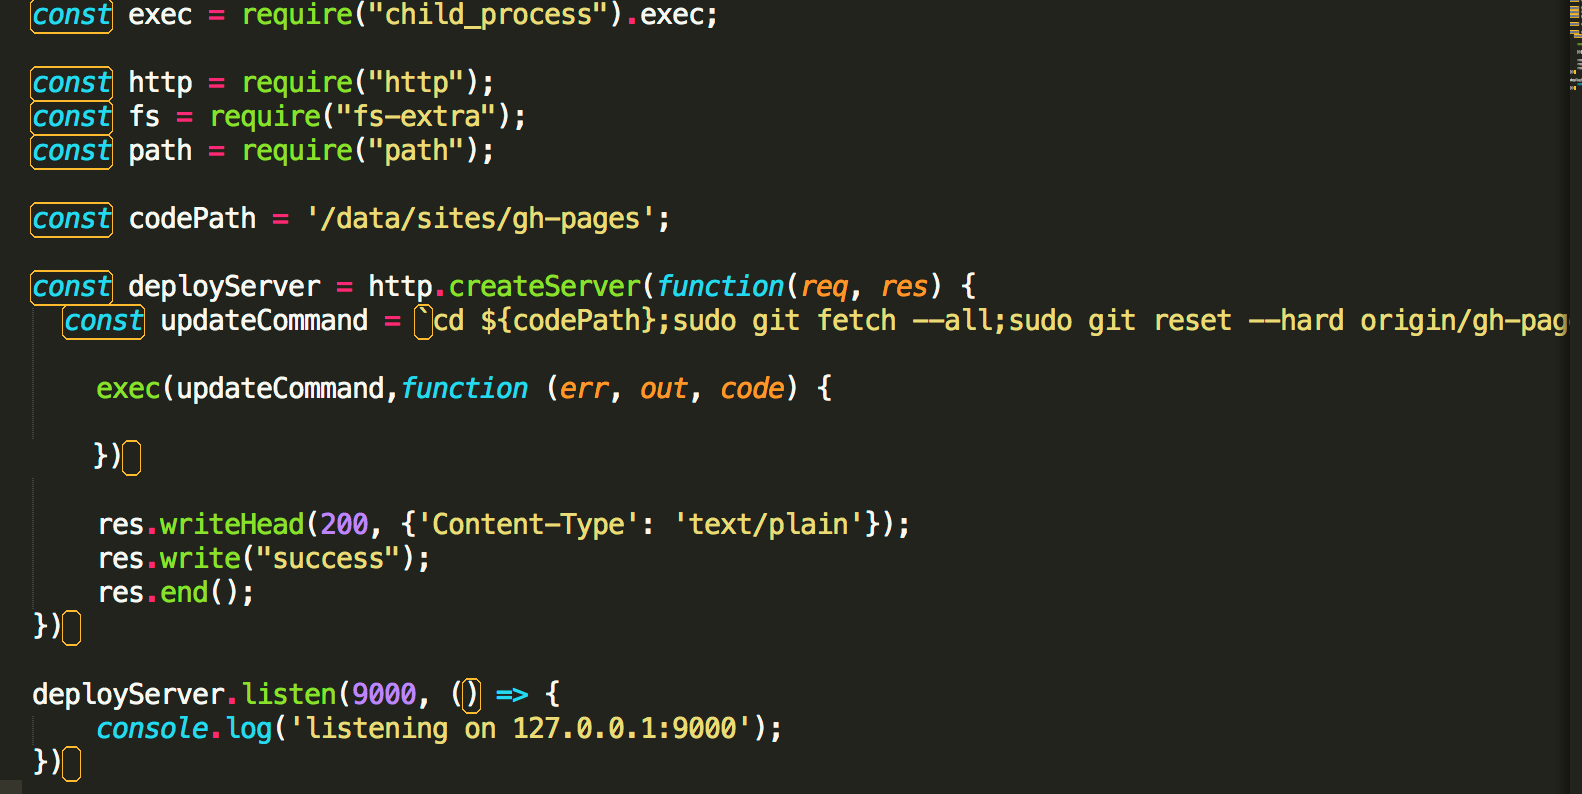 const exec = require("child_process").exec;
const http = require("http");
const fs = require("fs-extra");
const path = require("path");
const codePath = '/data/sites/gh-pages';
const deployServer = http.createServer(function(req, res) {
const updateCommand = `cd ${codePath};sudo git fetch --all;sudo git reset --hard origin/gh-pag
exec(updateCommand,function (err, out, code) {
})
res.writeHead(200, {'Content-Type': 'text/plain'});
res.write("success");
res.end();
})
deployServer.listen(9000, () => {
console.log('listening on 127.0.0.1:9000');
})